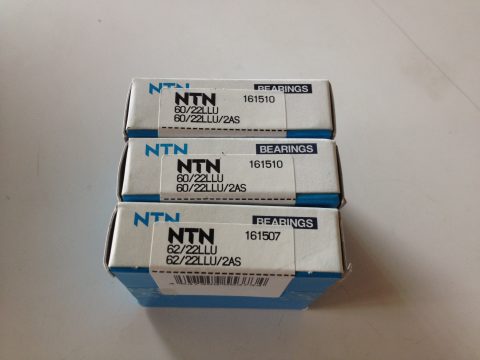 NTN BEARINGS
NTN 161510
60/22LLU
60/22LLU/2AS
NTN BEARINGS
NTN 161510
60/22LLU
60/22LLU/2AS
NTN BEARINGS
NTN 161507
62/22LLU
62/22LLU/2AS